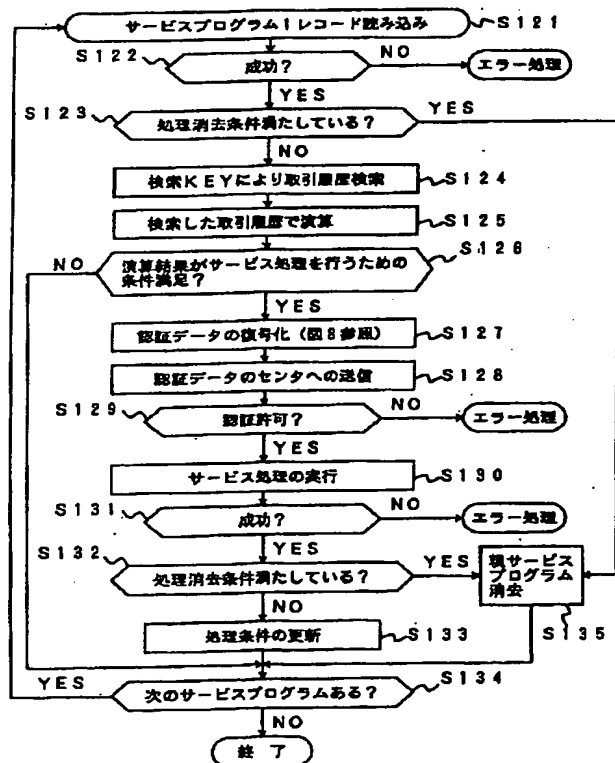 サービスプログラム1レコード読み込み S121
S122 成功? NO エラー処理
YES
S123 処理消去条件満たしている? YES
NO
検索KEYにより取引履歴検索 S124
検索した取引履歴で演算 S125
S126
NO 演算結果がサービス処理を行うための
条件満足?
YES
認証データの復号化(図8参照) S127
認証データのセンタへの送信 S128
S129 認証許可? NO エラー処理
YES
サービス処理の実行 S130
S131 成功? NO エラー処理
YES
S132 処理消去条件満たしている? YES
サービス
プログラム
消去
NO
処理条件の更新 S133 S135
YES 次のサービスプログラムある? S134
NO
終了